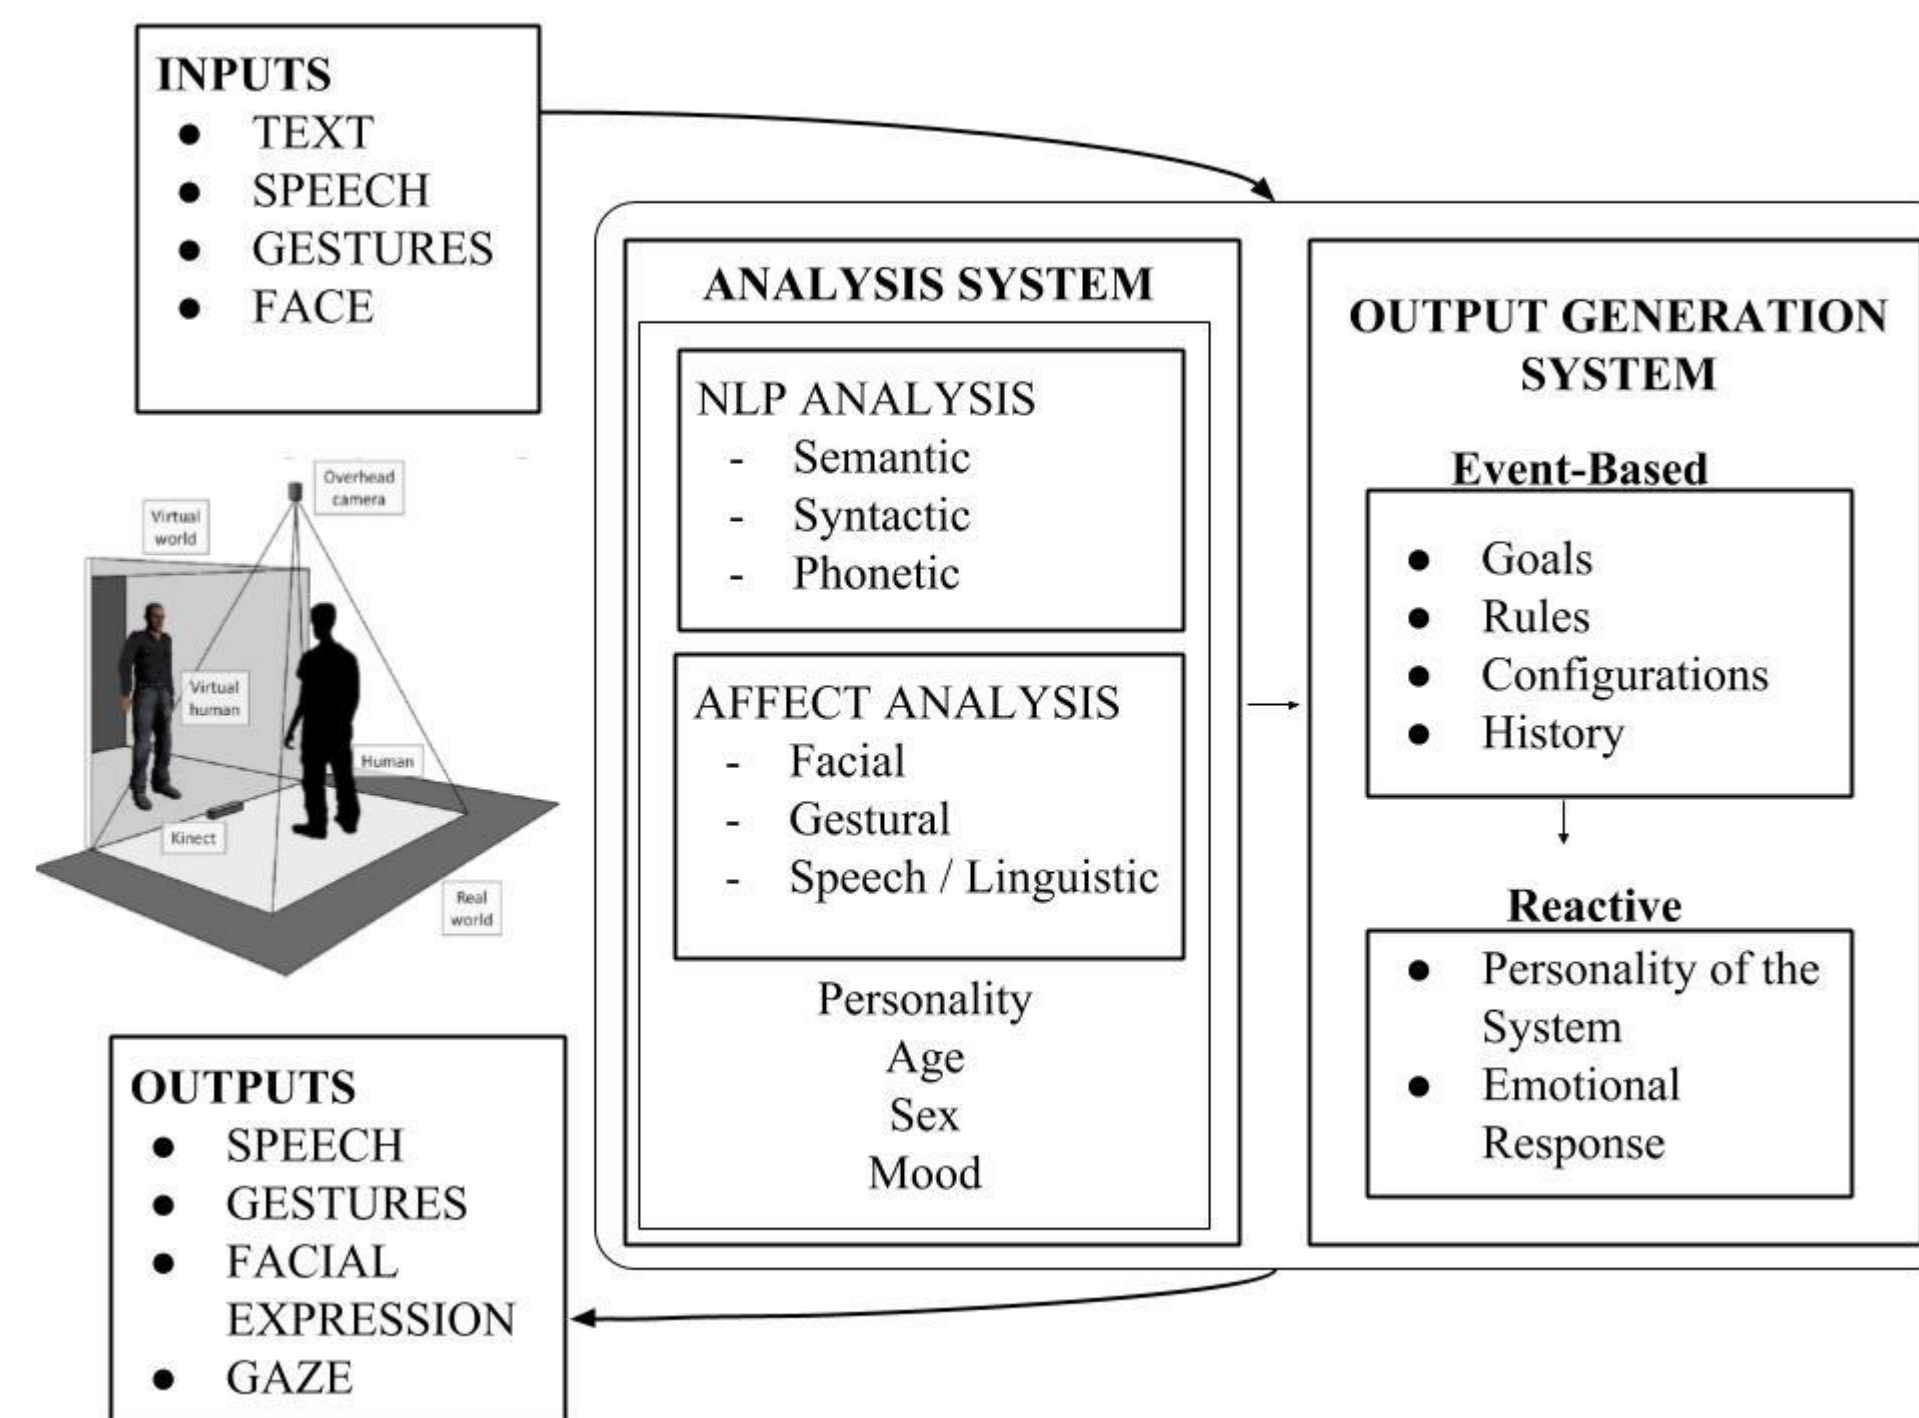 INPUTS
● TEXT
● SPEECH
● GESTURES
● FACE
Overhead
camera
Virtual
world
Virtual
human
Human
Kinect
Real
world
OUTPUTS
● SPEECH
● GESTURES
● FACIAL
EXPRESSION
● GAZE
ANALYSIS SYSTEM
NLP ANALYSIS
- Semantic
- Syntactic
- Phonetic
AFFECT ANALYSIS
- Facial
- Gestural
- Speech / Linguistic
Personality
Age
Sex
Mood
OUTPUT GENERATION
SYSTEM
Event-Based
● Goals
● Rules
● Configurations
● History
Reactive
● Personality of the
System
● Emotional
Response